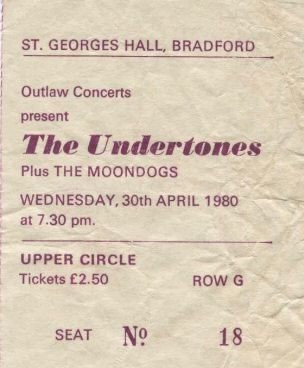 ST. GEORGES HALL, BRADFORD
Outlaw Concerts
present
The Undertones
Plus THE MOONDOGS
WEDNESDAY, 30th APRIL 1980
at 7.30 pm.
UPPER CIRCLE
Tickets £2.50 ROW G
SEAT Nº 18